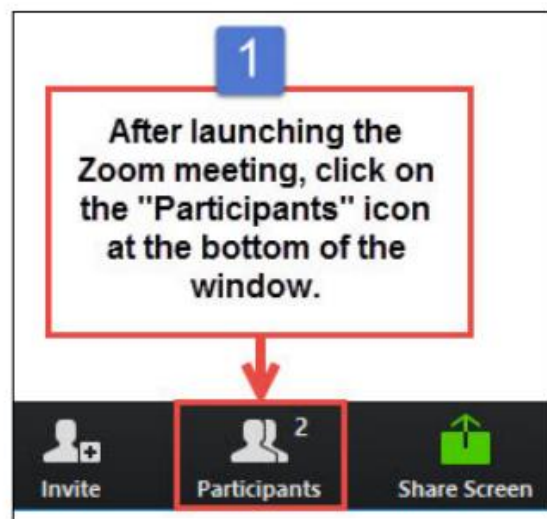 1
After launching the
Zoom meeting, click on
the "Participants" icon
at the bottom of the
window.
2
Invite
Participants
Share Screen